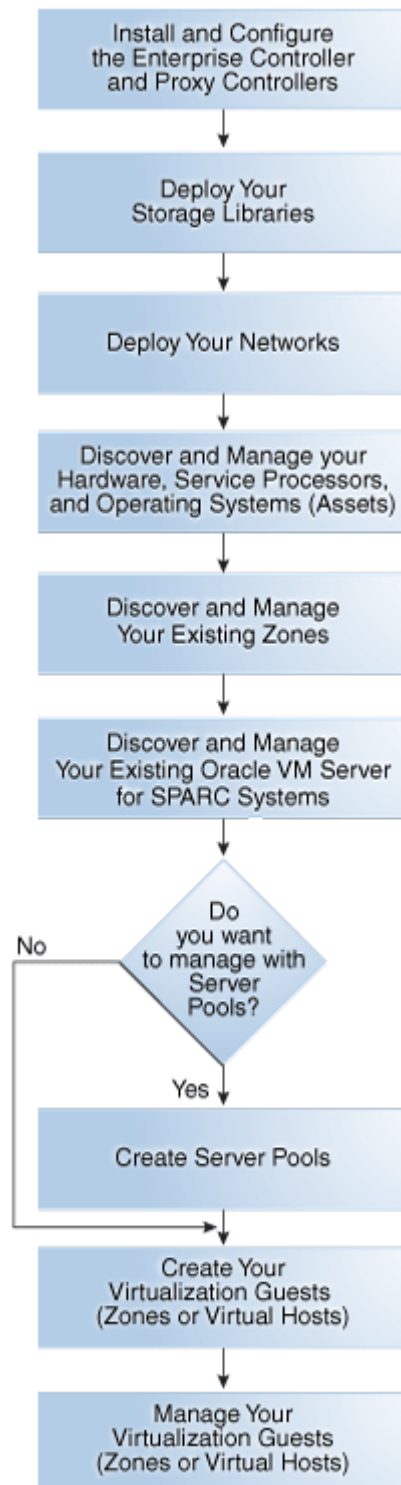 Install and Configure
the Enterprise Controller
and Proxy Controllers
Deploy Your
Storage Libraries
Deploy Your Networks
Discover and Manage your
Hardware, Service Processors,
and Operating Systems (Assets)
Discover and Manage
Your Existing Zones
Discover and Manage
Your Existing Oracle VM Server
for SPARC Systems
Do
you want
to manage with
Server
Pools?
No
Yes
Create Server Pools
Create Your
Virtualization Guests
(Zones or Virtual Hosts)
Manage Your
Virtualization Guests
(Zones or Virtual Hosts)